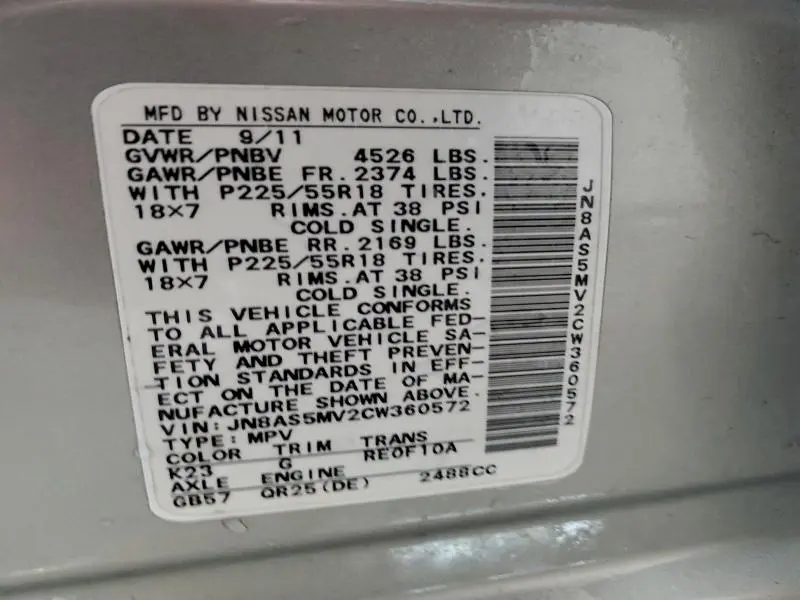 MFD BY NISSAN MOTOR CO.,LTD.
DATE 9/11
GVWR/PNBV 4526 LBS.
GAWR/PNBE FR. 2374 LBS.
WITH P225/55R18 TIRES.
18×7 RIMS.AT 38 PSI
COLD SINGLE.
GAWR/PNBE RR. 2169 LBS.
WITH P225/55R18 TIRES.
18×7 RIMS.AT 38 PSI
COLD SINGLE.
THIS VEHICLE CONFORMS
TO ALL APPLICABLE FED-
ERAL MOTOR VEHICLE SA-
FETY AND THEFT PREVEN-
TION STANDARDS IN EFF-
ECT ON THE DATE OF MA-
NUFACTURE SHOWN ABOVE.
VIN: JN8AS5MV2CW360572
TYPE: MPV
COLOR TRIM TRANS
K23 G RE0F10A
AXLE ENGINE
GB57 QR25(DE) 2488CC
JN8AS5MV2CW360572